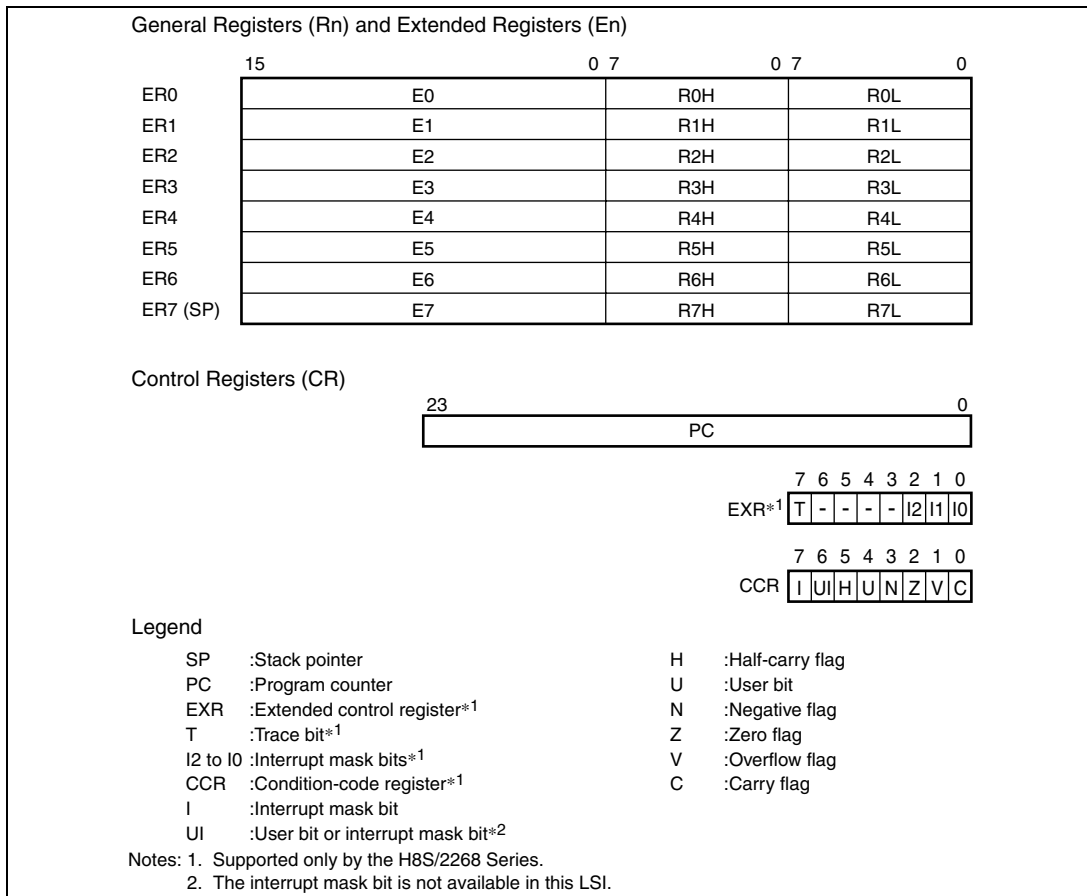 General Registers (Rn) and Extended Registers (En)
15 0 7 0 7 0
ER0 E0 R0H R0L
ER1 E1 R1H R1L
ER2 E2 R2H R2L
ER3 E3 R3H R3L
ER4 E4 R4H R4L
ER5 E5 R5H R5L
ER6 E6 R6H R6L
ER7 (SP) E7 R7H R7L
Control Registers (CR)
23 0
PC
7 6 5 4 3 2 1 0
EXR*1 T - - - - I2 I1 I0
7 6 5 4 3 2 1 0
CCR I UI H U N Z V C
Legend
SP :Stack pointer
PC :Program counter
EXR :Extended control register*1
T :Trace bit*1
I2 to I0 :Interrupt mask bits*1
CCR :Condition-code register*1
I :Interrupt mask bit
UI :User bit or interrupt mask bit*2
H :Half-carry flag
U :User bit
N :Negative flag
Z :Zero flag
V :Overflow flag
C :Carry flag
Notes: 1. Supported only by the H8S/2268 Series.
2. The interrupt mask bit is not available in this LSI.